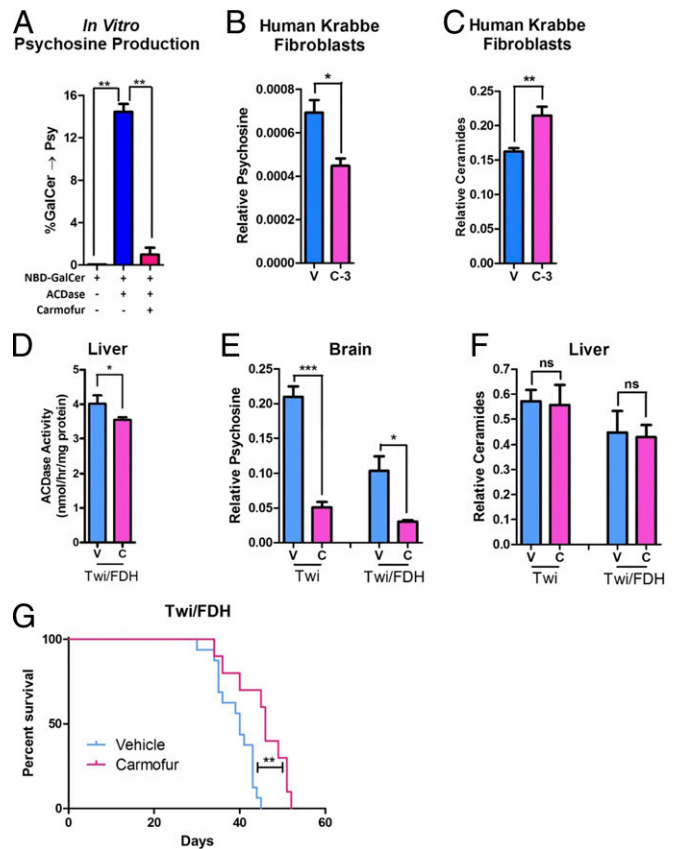 A
In Vitro
Psychosine Production
%GalCer → Psy
16
12
8
4
0
**
**
NBD-GalCer + + +
ACDase - + +
Carmofur - - +
B
Human Krabbe
Fibroblasts
Relative Psychosine
0.0008
0.0006
0.0004
0.0002
0.0000
*
V C-3
C
Human Krabbe
Fibroblasts
Relative Ceramides
0.25
0.20
0.15
0.10
0.05
0.00
**
V C-3
D
Liver
ACDase Activity
(nmol/hr/mg protein)
5
4
3
2
1
0
*
V C
Twi/FDH
E
Brain
Relative Psychosine
0.25
0.20
0.15
0.10
0.05
0.00
***
*
V C V C
Twi Twi/FDH
F
Liver
Relative Ceramides
0.7
0.6
0.5
0.4
0.3
0.2
0.1
0.0
ns
ns
V C V C
Twi Twi/FDH
G
Twi/FDH
Percent survival
100
50
0
Vehicle
Carmofur
**
0 20 40 60
Days